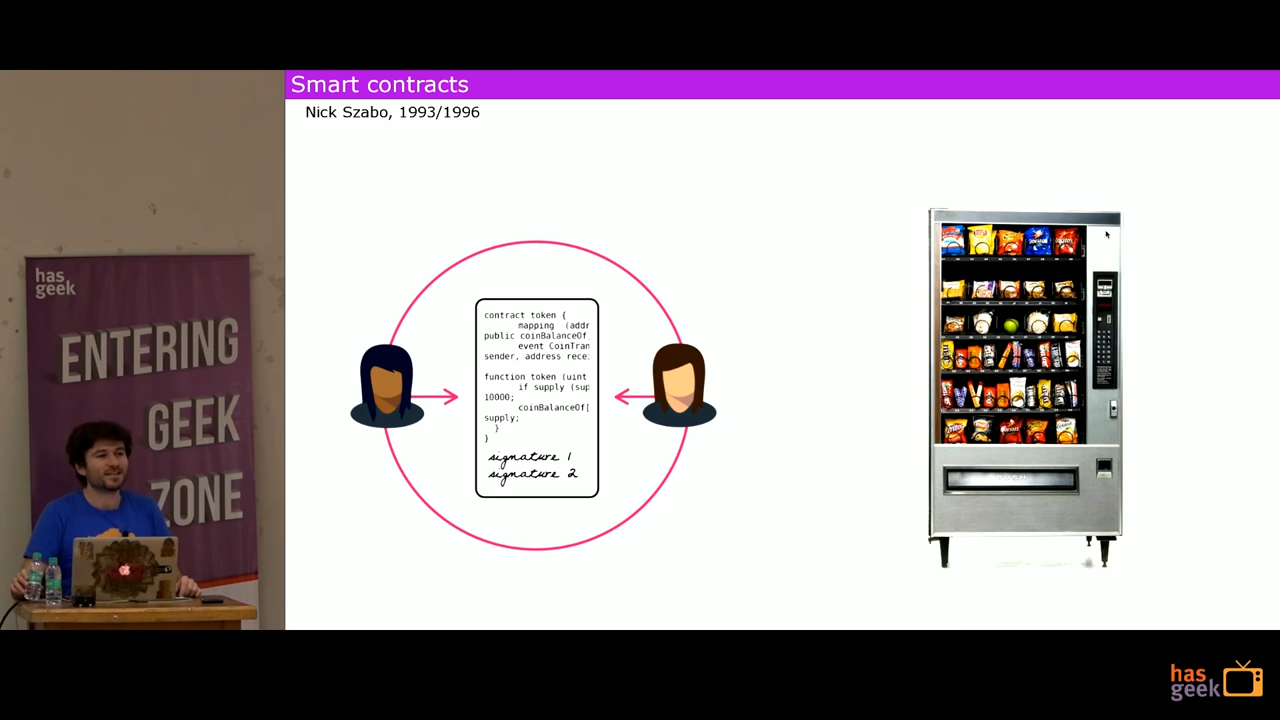 Smart contracts
Nick Szabo, 1993/1996
has
geek
ENTERING
GEEK
ZONE
contract token {
mapping (addr
public coinBalanceOf
event CoinTran
sender, address rece
function token (uint
if supply (sup
10000;
coinBalanceOf[
supply;
}
}
signature 1
signature 2
has
geek